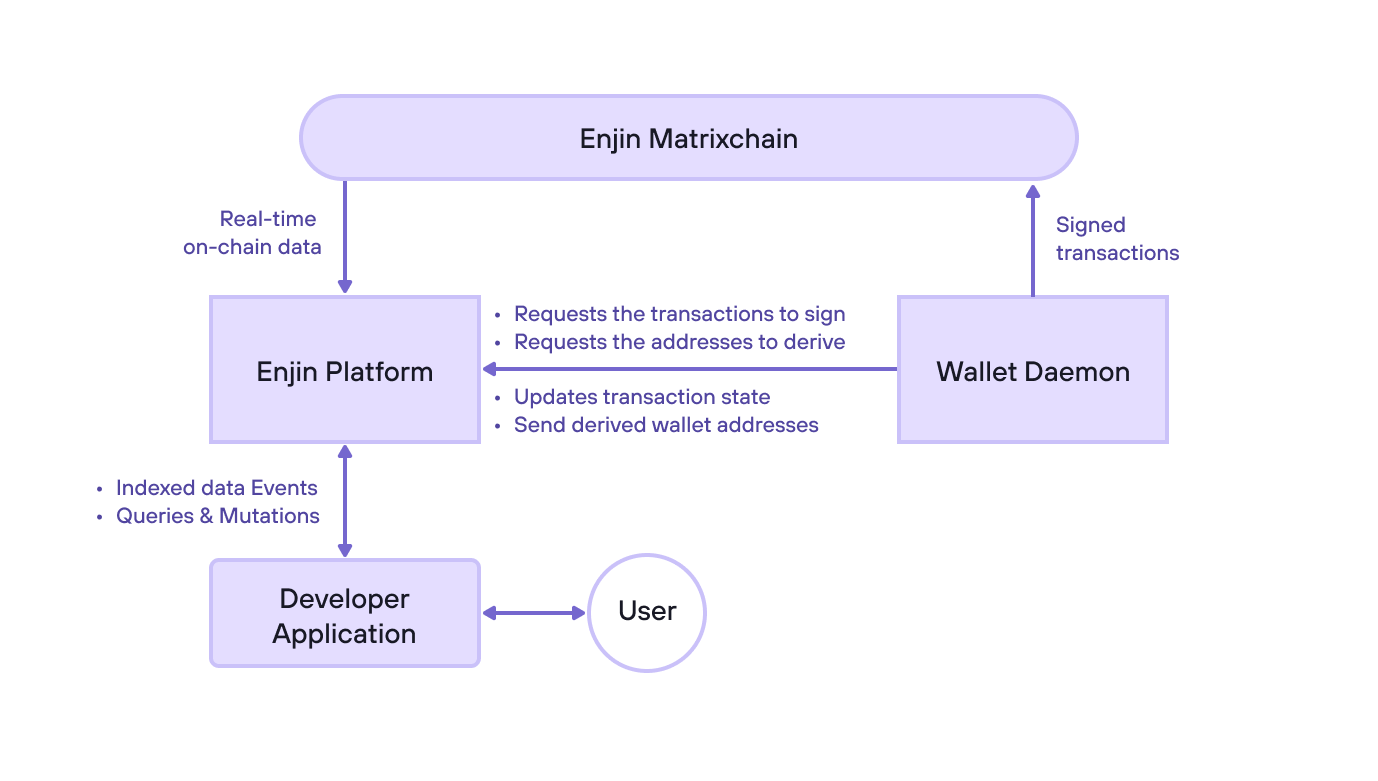 Enjin Matrixchain
Real-time
on-chain data
Signed
transactions
• Requests the transactions to sign
• Requests the addresses to derive
Enjin Platform
Wallet Daemon
• Updates transaction state
• Send derived wallet addresses
• Indexed data Events
• Queries & Mutations
Developer
Application
User